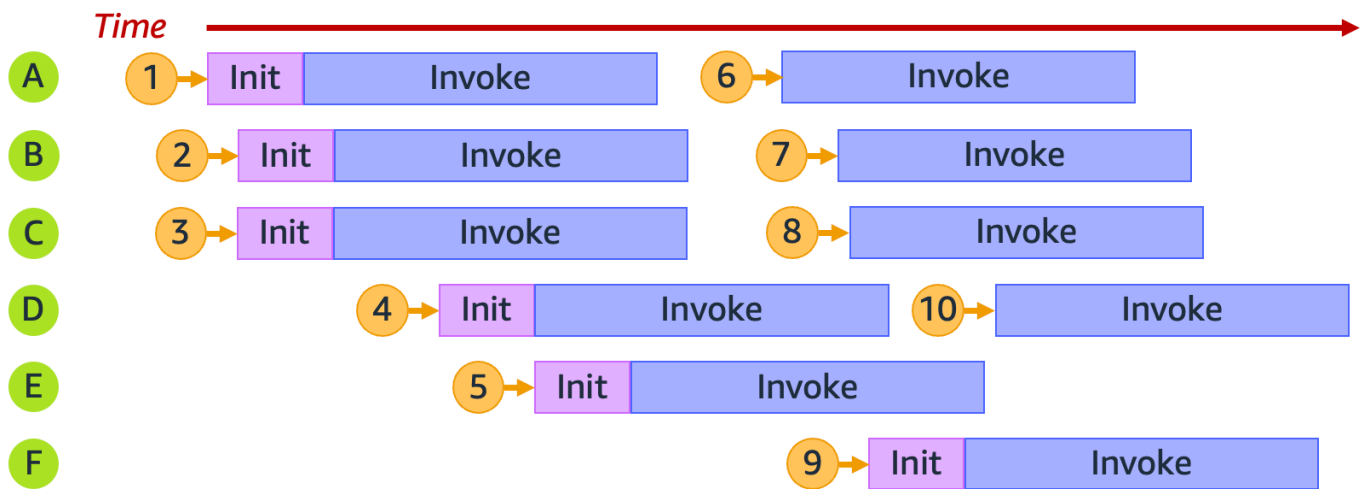 Time
A 1 Init Invoke 6 Invoke
B 2 Init Invoke 7 Invoke
C 3 Init Invoke 8 Invoke
D 4 Init Invoke 10 Invoke
E 5 Init Invoke
F 9 Init Invoke